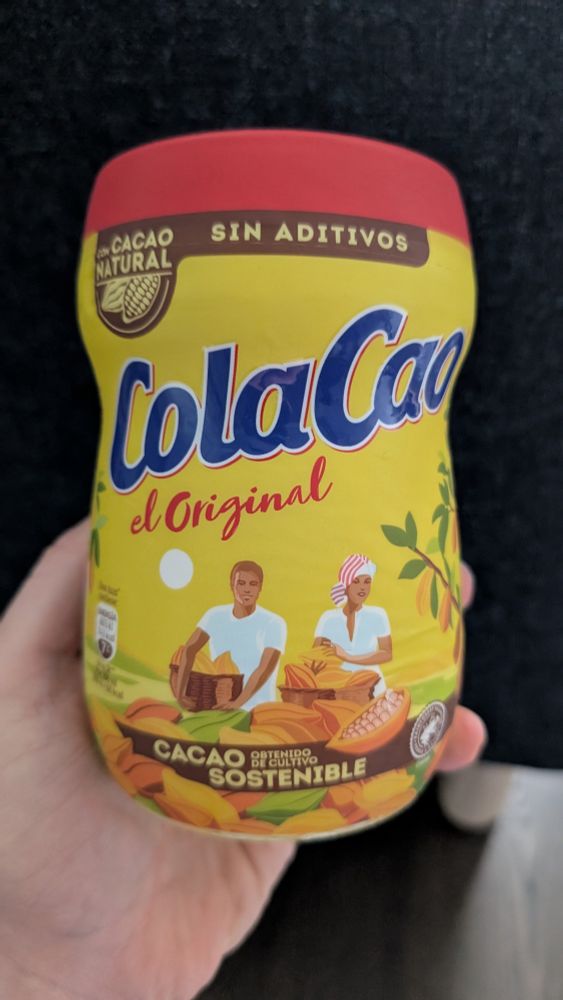 SIN ADITIVOS
CON CACAO
NATURAL
ColaCao
el Original
CACAO OBTENIDO
DE CULTIVO
SOSTENIBLE